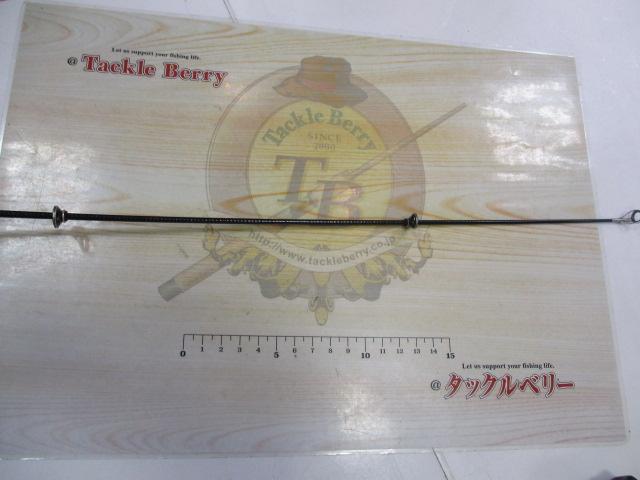 Let us support your fishing life.
@ Tackle Berry
Tackle Berry
SINCE
2000
TB
http://www.tackleberry.co.jp
0 1 2 3 4 5 6 7 8 9 10 11 12 13 14 15
Let us support your fishing life.
@ タックルベリー